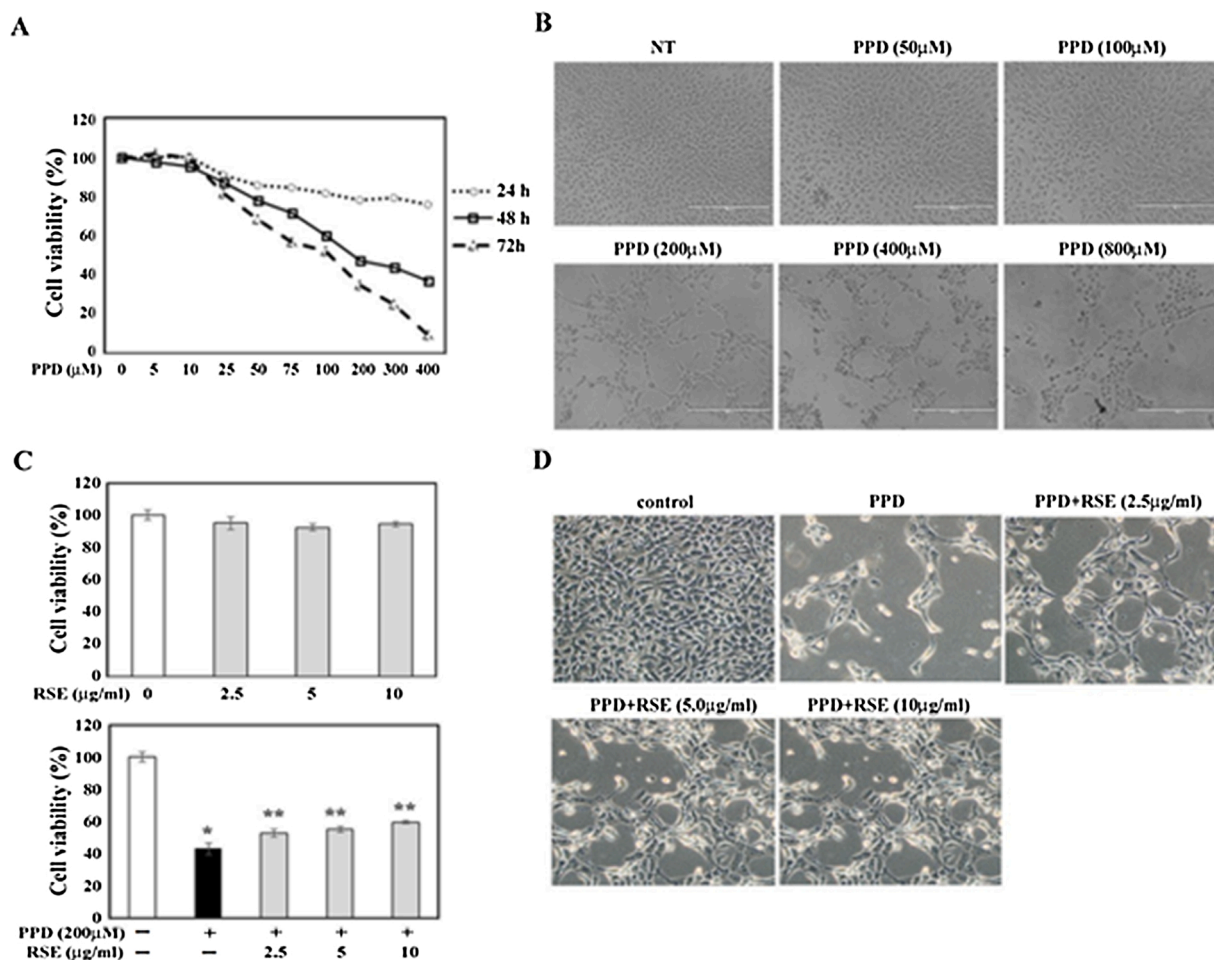 A
Cell viability (%)
120
100
80
60
40
20
0
PPD (μM) 0 5 10 25 50 75 100 200 300 400
24 h
48 h
72h
B
NT PPD (50μM) PPD (100μM)
PPD (200μM) PPD (400μM) PPD (800μM)
C
Cell viability (%)
120
100
80
60
40
20
0
RSE (μg/ml) 0 2.5 5 10
Cell viability (%)
120
100
80
60
40
20
0
* ** ** **
PPD (200μM) − + + + +
RSE (μg/ml) − − 2.5 5 10
D
control PPD PPD+RSE (2.5μg/ml)
PPD+RSE (5.0μg/ml) PPD+RSE (10μg/ml)